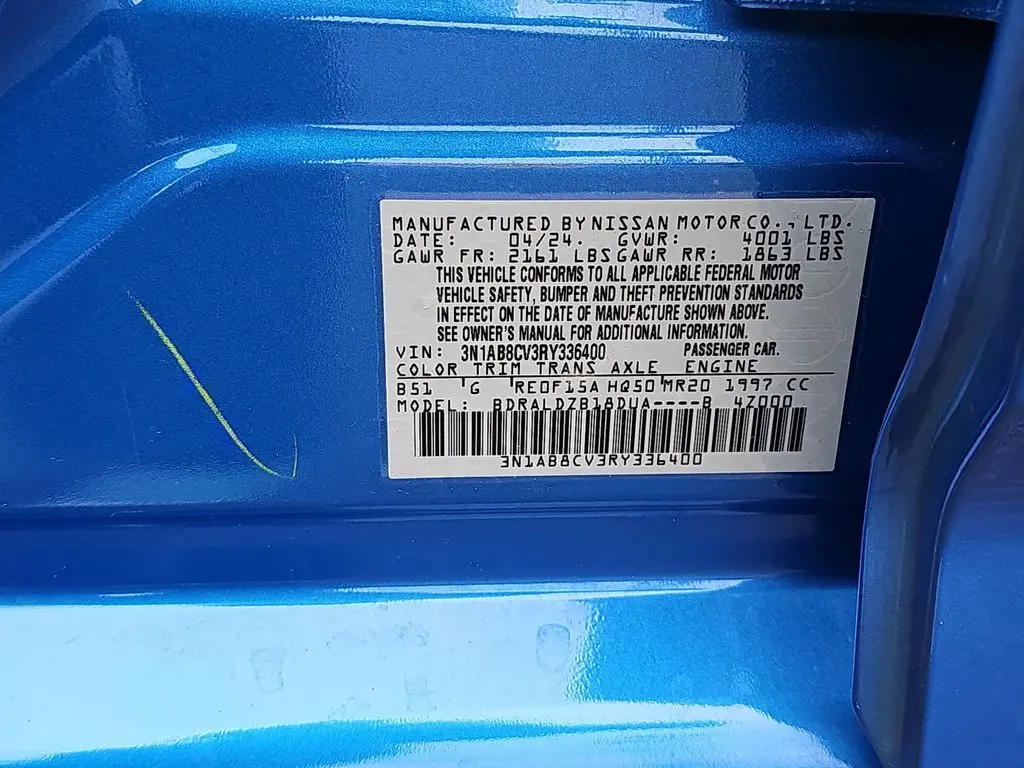 MANUFACTURED BY NISSAN MOTOR CO., LTD.
DATE: 04/24. GVWR: 4001 LBS
GAWR FR: 2161 LBS GAWR RR: 1863 LBS
THIS VEHICLE CONFORMS TO ALL APPLICABLE FEDERAL MOTOR
VEHICLE SAFETY, BUMPER AND THEFT PREVENTION STANDARDS
IN EFFECT ON THE DATE OF MANUFACTURE SHOWN ABOVE.
SEE OWNER'S MANUAL FOR ADDITIONAL INFORMATION.
VIN: 3N1AB8CV3RY336400 PASSENGER CAR.
COLOR TRIM TRANS AXLE ENGINE
B51 G RE0F15A HQ50 MR20 1997 CC
MODEL: BDRALDZB18DUA----B 4Z000
3N1AB8CV3RY336400